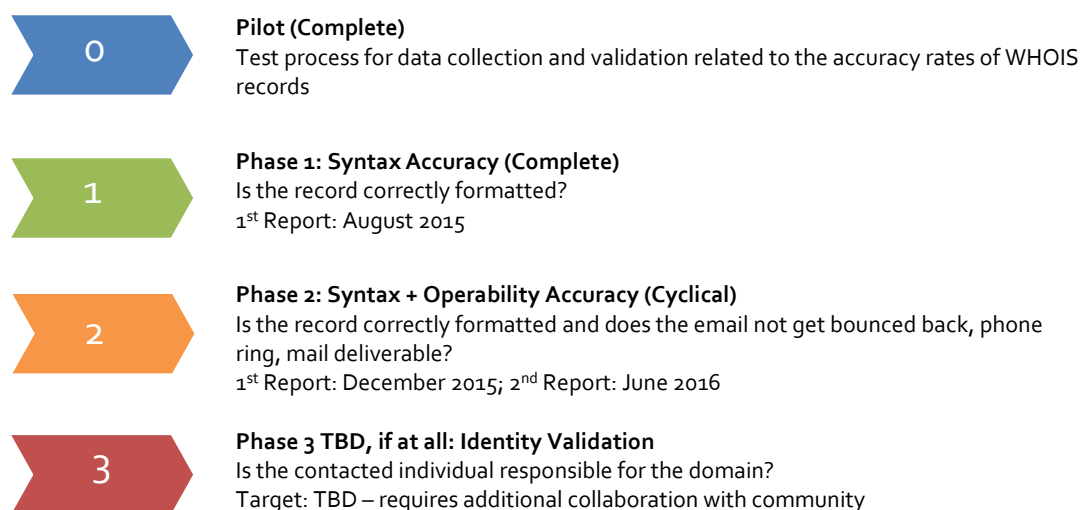 0
Pilot (Complete)
Test process for data collection and validation related to the accuracy rates of WHOIS
records
1
Phase 1: Syntax Accuracy (Complete)
Is the record correctly formatted?
1st Report: August 2015
2
Phase 2: Syntax + Operability Accuracy (Cyclical)
Is the record correctly formatted and does the email not get bounced back, phone
ring, mail deliverable?
1st Report: December 2015; 2nd Report: June 2016
3
Phase 3 TBD, if at all: Identity Validation
Is the contacted individual responsible for the domain?
Target: TBD – requires additional collaboration with community